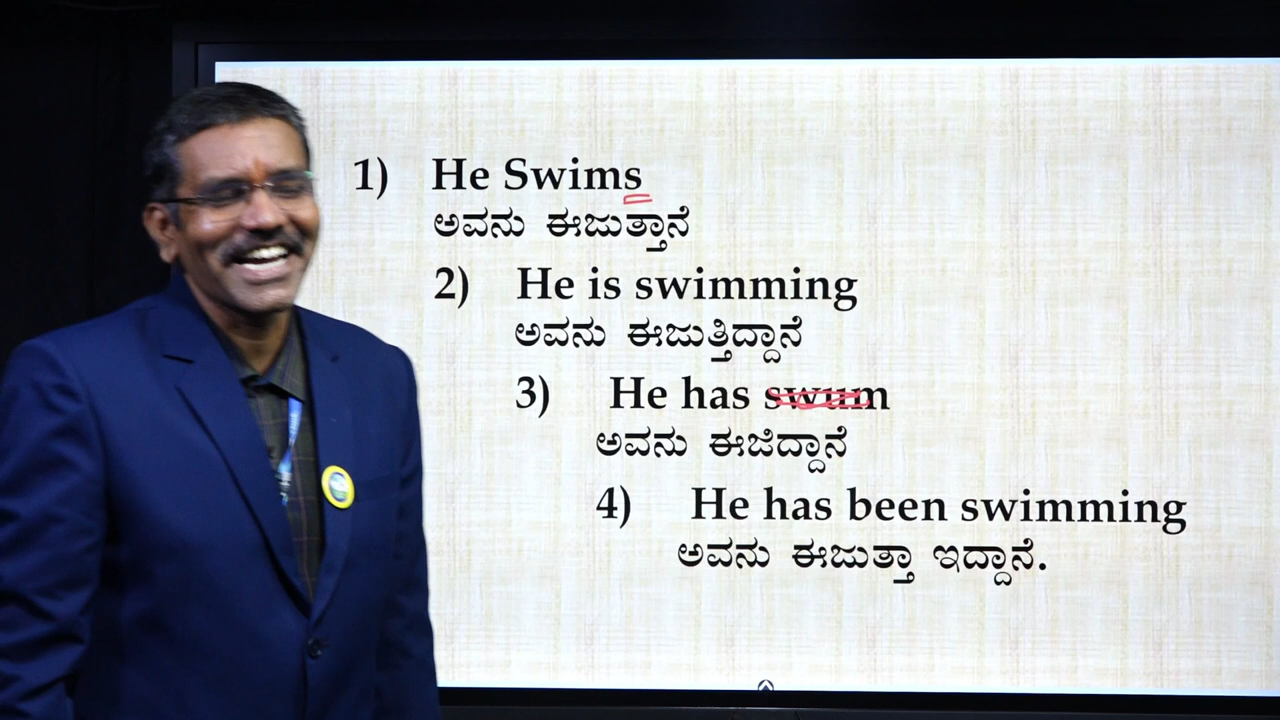 1) He Swims
ಅವನು ಈಜುತ್ತಾನೆ
2) He is swimming
ಅವನು ಈಜುತ್ತಿದ್ದಾನೆ
3) He has swum
ಅವನು ಈಜಿದ್ದಾನೆ
4) He has been swimming
ಅವನು ಈಜುತ್ತಾ ಇದ್ದಾನೆ.